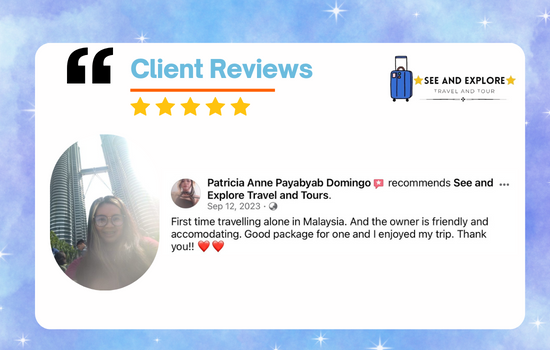 Client Reviews
SEE AND EXPLORE
TRAVEL AND TOUR
Patricia Anne Payabyab Domingo recommends See and
Explore Travel and Tours.
Sep 12, 2023 ·
First time travelling alone in Malaysia. And the owner is friendly and
accomodating. Good package for one and I enjoyed my trip. Thank
you!! ❤️❤️